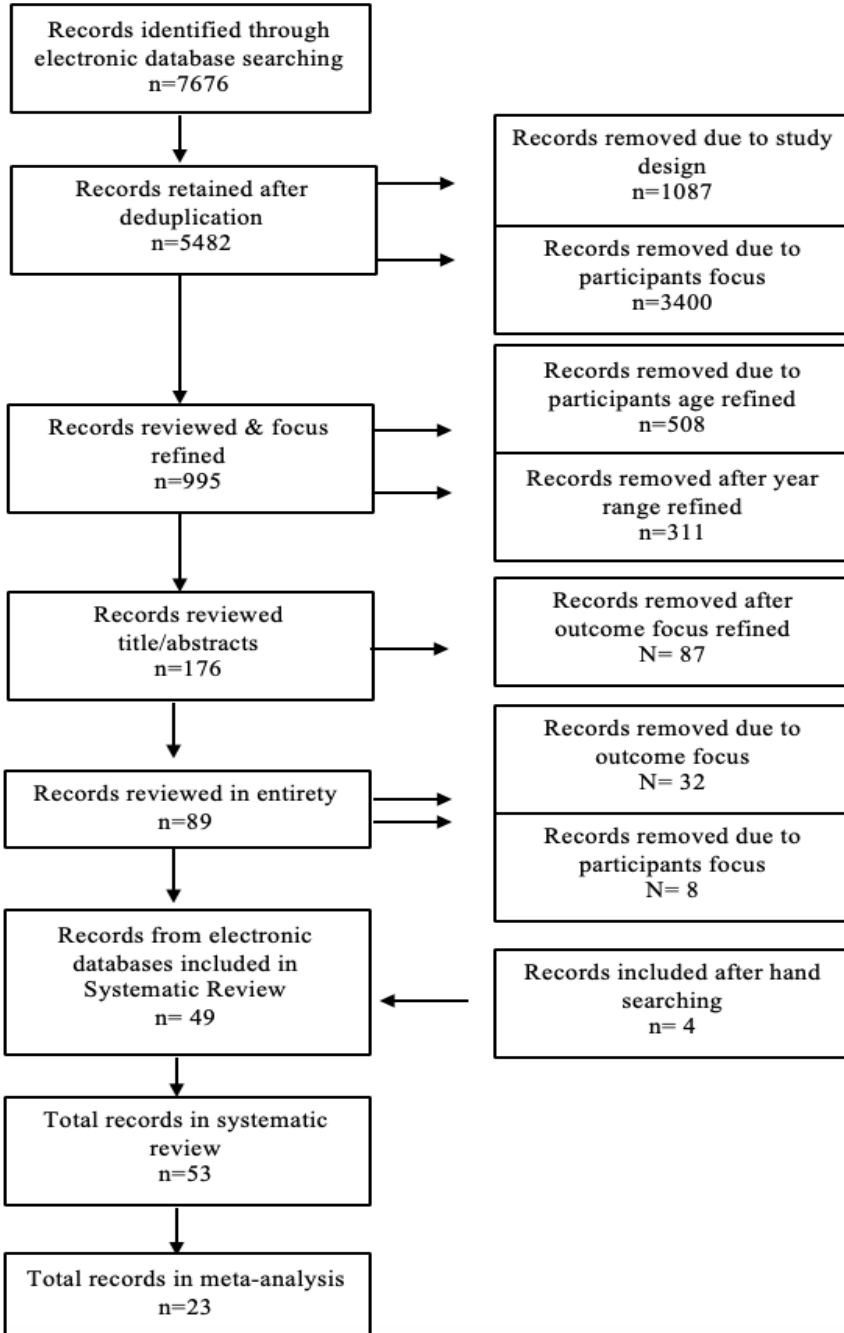 Records identified through
electronic database searching
n=7676
Records retained after
deduplication
n=5482
Records removed due to study
design
n=1087
Records removed due to
participants focus
n=3400
Records reviewed & focus
refined
n=995
Records removed due to
participants age refined
n=508
Records removed after year
range refined
n=311
Records reviewed
title/abstracts
n=176
Records removed after
outcome focus refined
N= 87
Records reviewed in entirety
n=89
Records removed due to
outcome focus
N= 32
Records removed due to
participants focus
N= 8
Records from electronic
databases included in
Systematic Review
n= 49
Records included after hand
searching
n= 4
Total records in systematic
review
n=53
Total records in meta-analysis
n=23